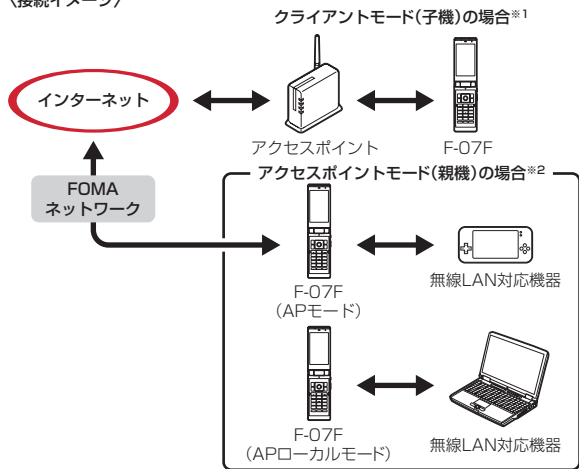 〈接続イメージ〉
クライアントモード(子機)の場合※1
インターネット
アクセスポイント
F-07F
アクセスポイントモード(親機)の場合※2
FOMA
ネットワーク
F-07F
(APモード)
無線LAN対応機器
F-07F
(APローカルモード)
無線LAN対応機器